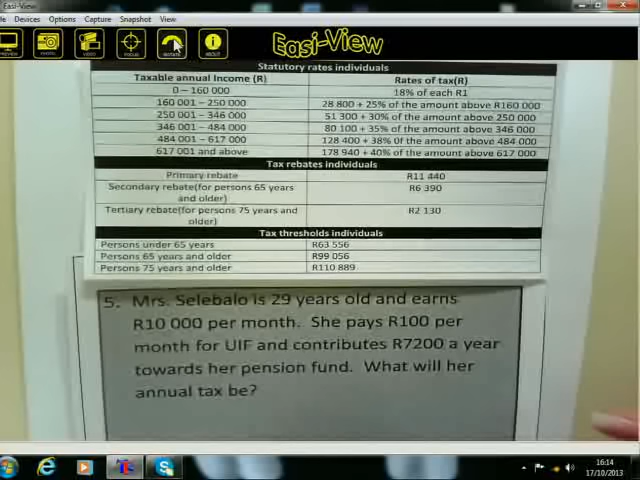 Easi-View
le Devices Options Capture Snapshot View
PREVIEW VIDEO FOCUS ROTATE ABOUT Easi-View
Statutory rates individuals
Taxable annual Income (R) Rates of tax(R)
0 – 160 000 18% of each R1
160 001 – 250 000 28 800 + 25% of the amount above R160 000
250 001 – 346 000 51 300 + 30% of the amount above 250 000
346 001 – 484 000 80 100 + 35% of the amount above 346 000
484 001 – 617 000 128 400 + 38% 0f the amount above 484 000
617 001 and above 178 940 + 40% of the amount above 617 000
Tax rebates individuals
Primary rebate R11 440
Secondary rebate(for persons 65 years R6 390
and older)
Tertiary rebate(for persons 75 years and R2 130
older)
Tax thresholds individuals
Persons under 65 years R63 556
Persons 65 years and older R99 056
Persons 75 years and older R110 889
5. Mrs. Selebalo is 29 years old and earns
R10 000 per month. She pays R100 per
month for UIF and contributes R7200 a year
towards her pension fund. What will her
annual tax be?
16:14
17/10/2013